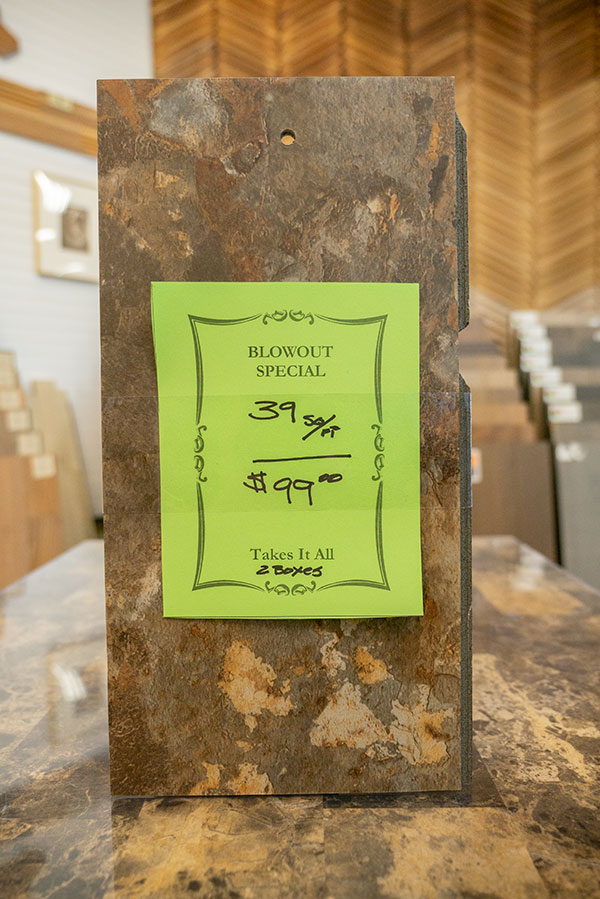 BLOWOUT
SPECIAL
39 SQ/FT
$99.00
Takes It All
2 Boxes